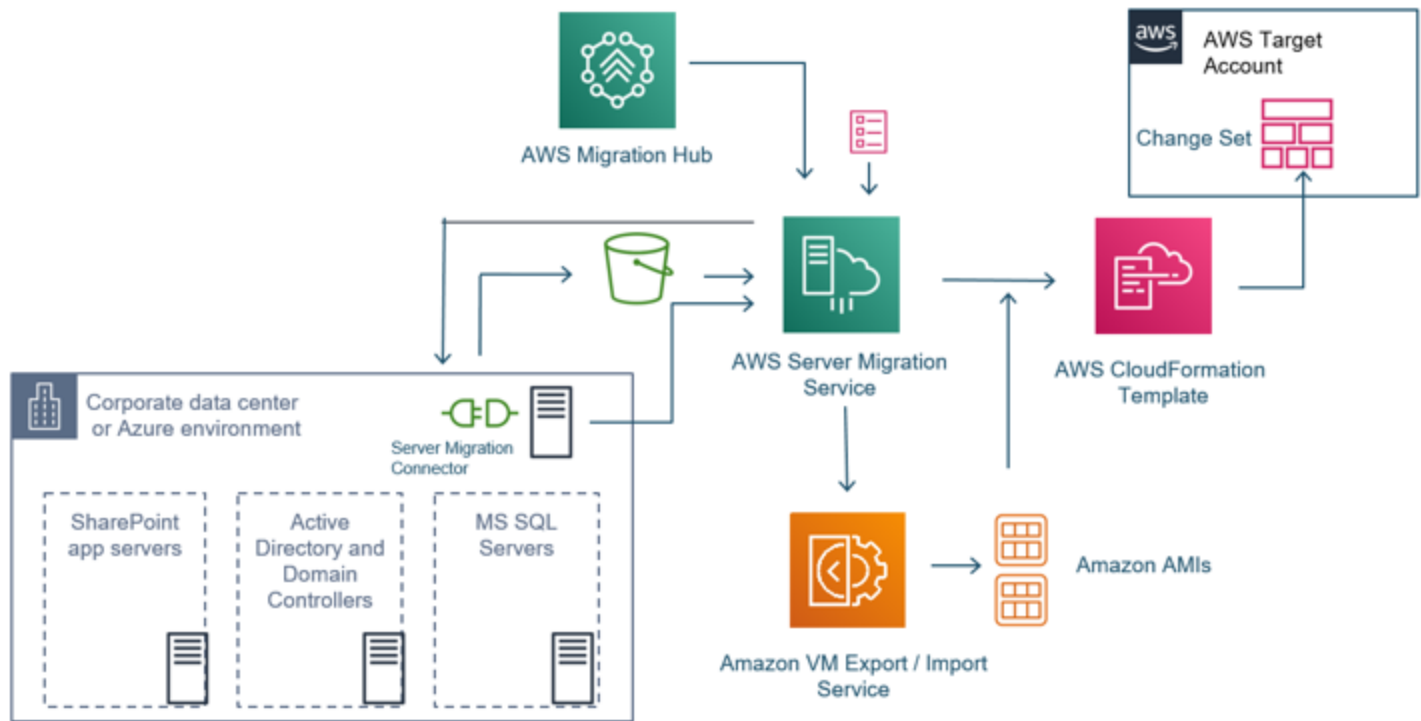 aws
AWS Target
Account
Change Set
AWS Migration Hub
AWS Server Migration
Service
AWS CloudFormation
Template
Corporate data center
or Azure environment
Server Migration
Connector
SharePoint
app servers
Active
Directory and
Domain
Controllers
MS SQL
Servers
Amazon AMIs
Amazon VM Export / Import
Service